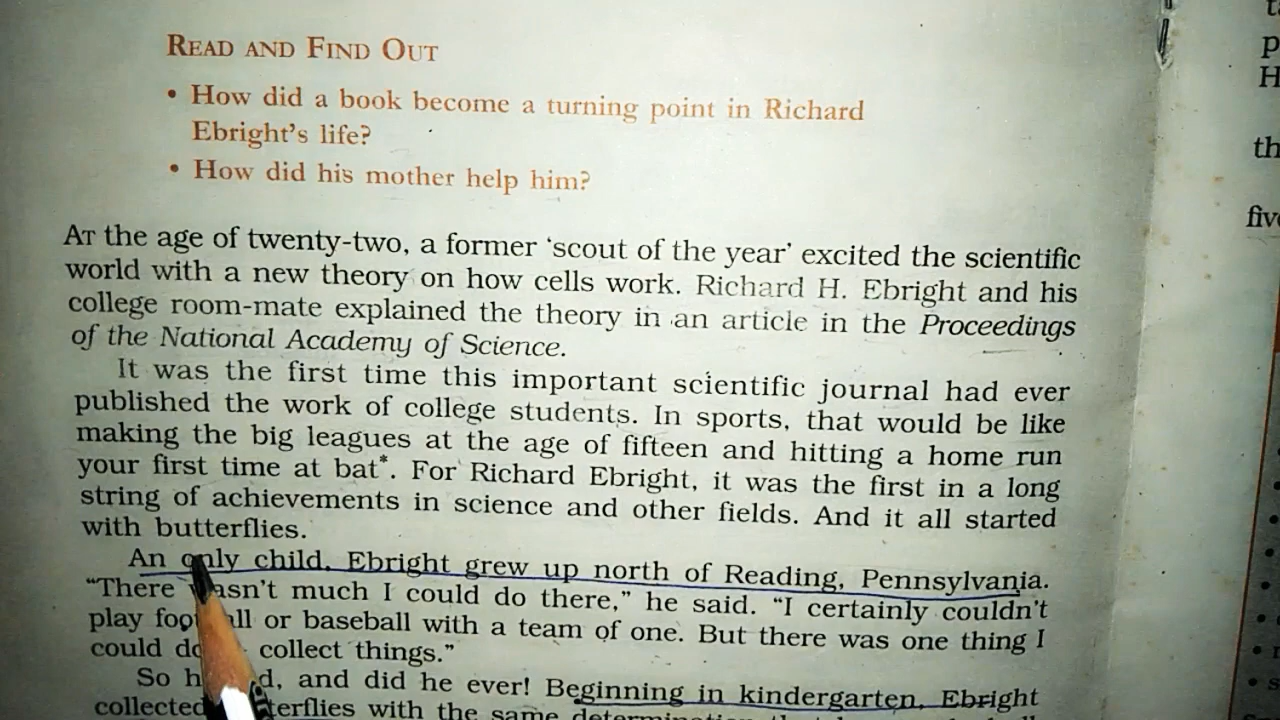 READ AND FIND OUT
• How did a book become a turning point in Richard
Ebright's life?
• How did his mother help him?
AT the age of twenty-two, a former 'scout of the year' excited the scientific
world with a new theory on how cells work. Richard H. Ebright and his
college room-mate explained the theory in an article in the Proceedings
of the National Academy of Science.
It was the first time this important scientific journal had ever
published the work of college students. In sports, that would be like
making the big leagues at the age of fifteen and hitting a home run
your first time at bat*. For Richard Ebright, it was the first in a long
string of achievements in science and other fields. And it all started
with butterflies.
An only child, Ebright grew up north of Reading, Pennsylvania.
"There wasn't much I could do there," he said. "I certainly couldn't
play football or baseball with a team of one. But there was one thing I
could do collect things."
So he did, and did he ever! Beginning in kindergarten, Ebright
collected butterflies with the same determination